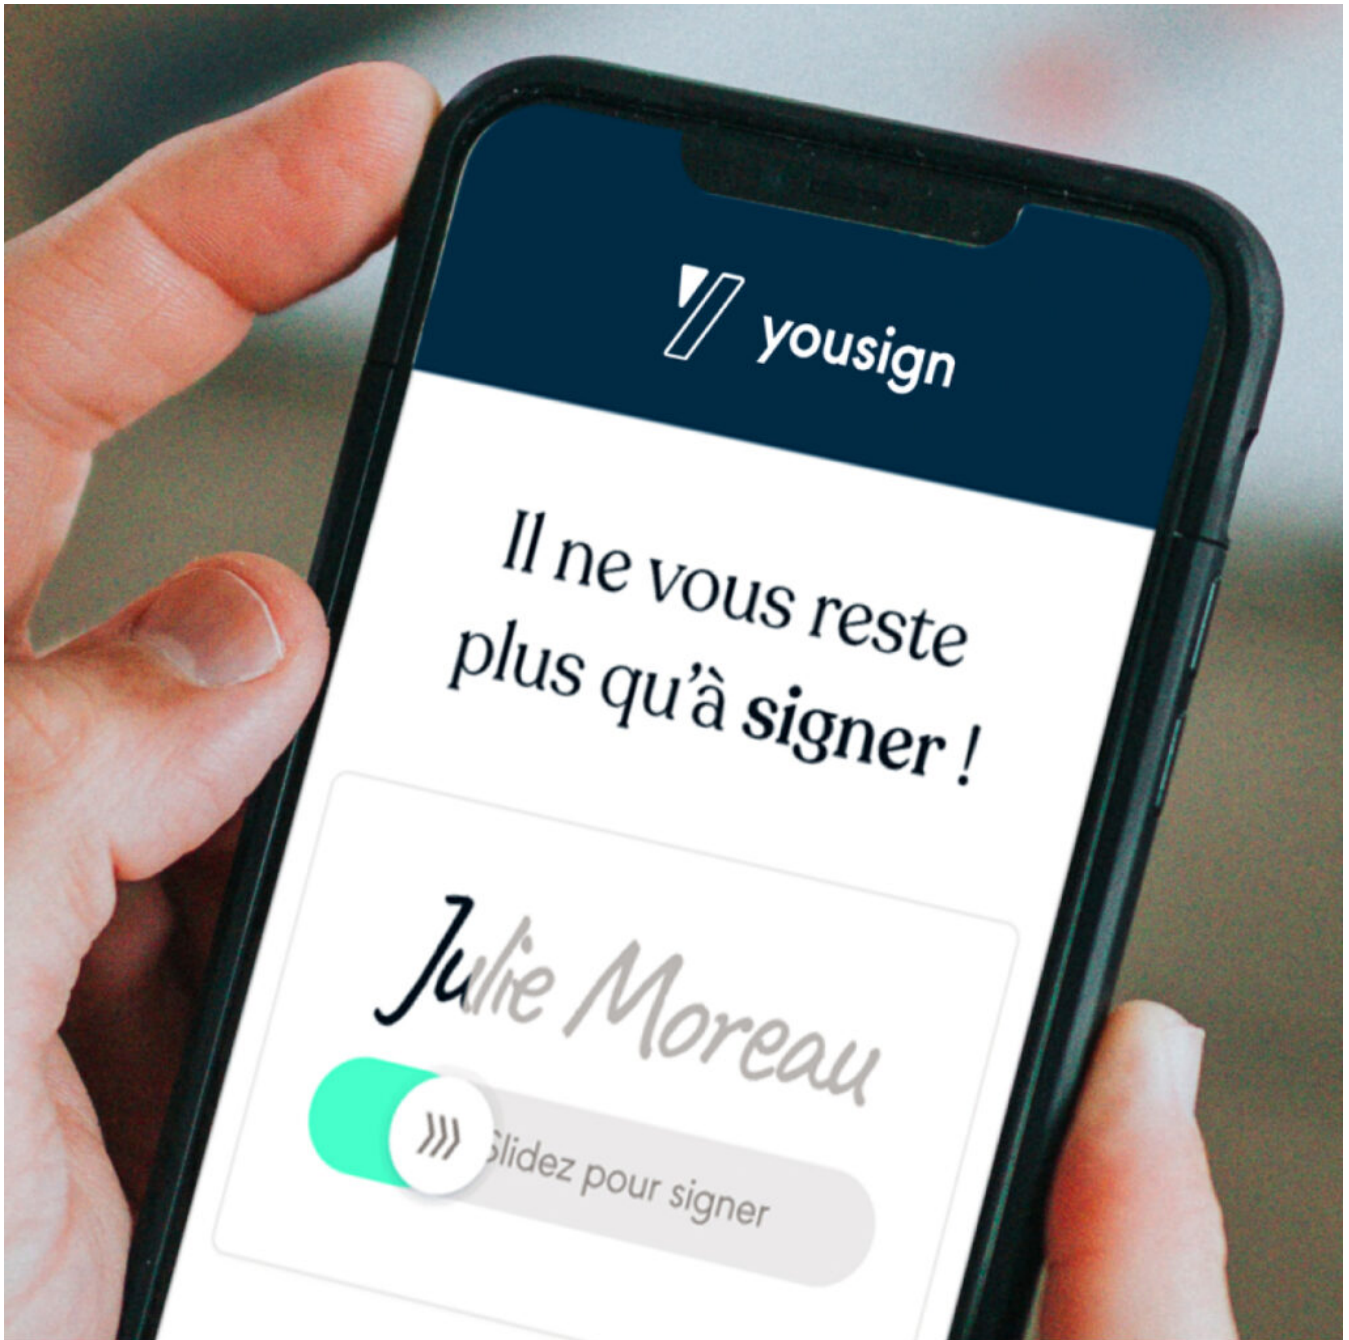 yousign
Il ne vous reste
plus qu’à signer !
Julie Moreau
Slidez pour signer